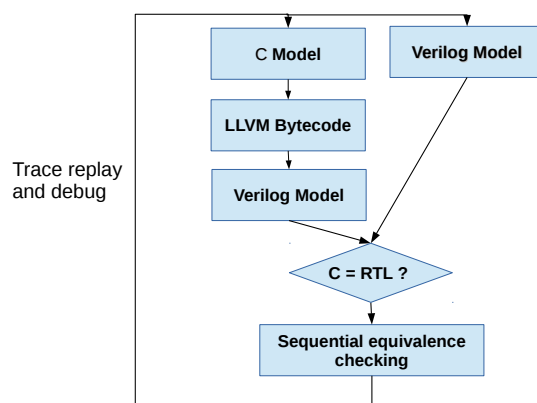 C Model
Verilog Model
LLVM Bytecode
Trace replay
and debug
Verilog Model
C = RTL ?
Sequential equivalence
checking